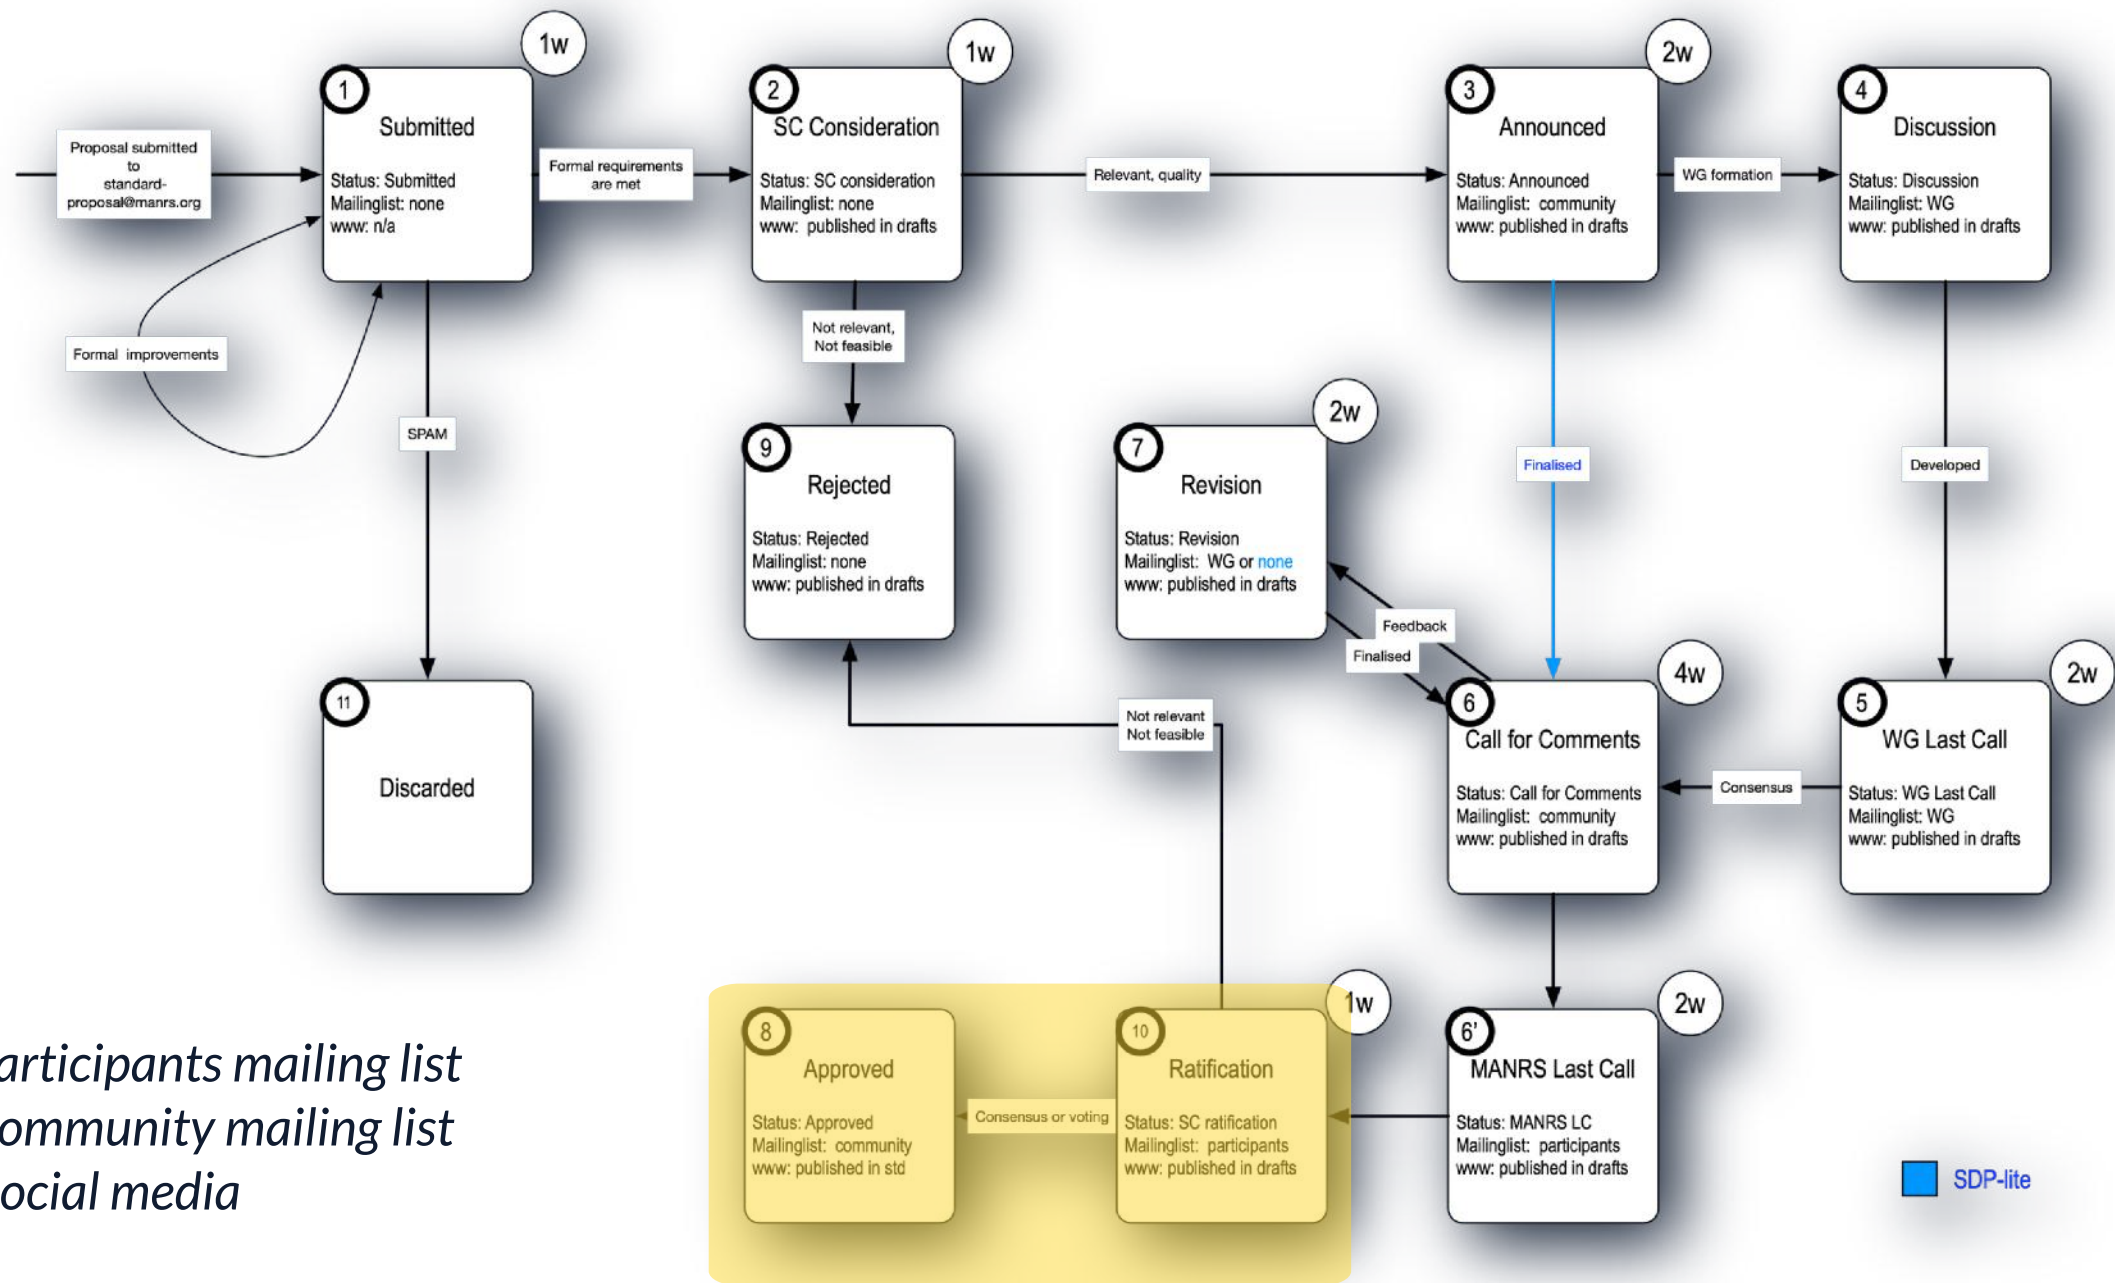 1w
1
Submitted
Status: Submitted
Mailinglist: none
www: n/a
Proposal submitted
to
standard-
proposal@manrs.org
Formal improvements
SPAM
Formal requirements
are met
1w
2
SC Consideration
Status: SC consideration
Mailinglist: none
www: published in drafts
Relevant, quality
Not relevant,
Not feasible
2w
3
Announced
Status: Announced
Mailinglist: community
www: published in drafts
WG formation
4
Discussion
Status: Discussion
Mailinglist: WG
www: published in drafts
Finalised
Developed
9
Rejected
Status: Rejected
Mailinglist: none
www: published in drafts
2w
7
Revision
Status: Revision
Mailinglist: WG or none
www: published in drafts
Feedback
Finalised
11
Discarded
Not relevant
Not feasible
4w
6
Call for Comments
Status: Call for Comments
Mailinglist: community
www: published in drafts
Consensus
2w
5
WG Last Call
Status: WG Last Call
Mailinglist: WG
www: published in drafts
8
Approved
Status: Approved
Mailinglist: community
www: published in std
Consensus or voting
1w
10
Ratification
Status: SC ratification
Mailinglist: participants
www: published in drafts
2w
6'
MANRS Last Call
Status: MANRS LC
Mailinglist: participants
www: published in drafts
articipants mailing list
ommunity mailing list
ocial media
SDP-lite